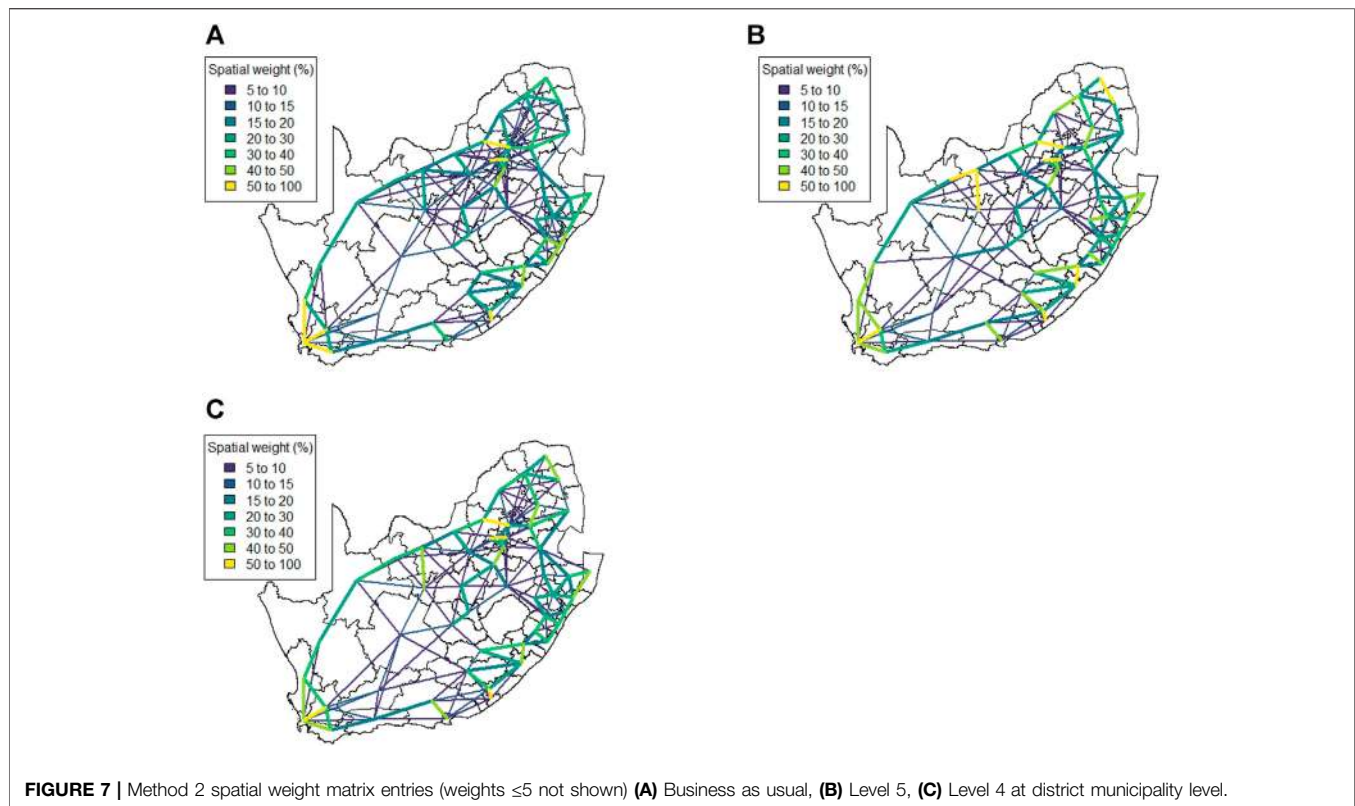 A
Spatial weight (%)
5 to 10
10 to 15
15 to 20
20 to 30
30 to 40
40 to 50
50 to 100
B
Spatial weight (%)
5 to 10
10 to 15
15 to 20
20 to 30
30 to 40
40 to 50
50 to 100
C
Spatial weight (%)
5 to 10
10 to 15
15 to 20
20 to 30
30 to 40
40 to 50
50 to 100
FIGURE 7 | Method 2 spatial weight matrix entries (weights ≤5 not shown) (A) Business as usual, (B) Level 5, (C) Level 4 at district municipality level.